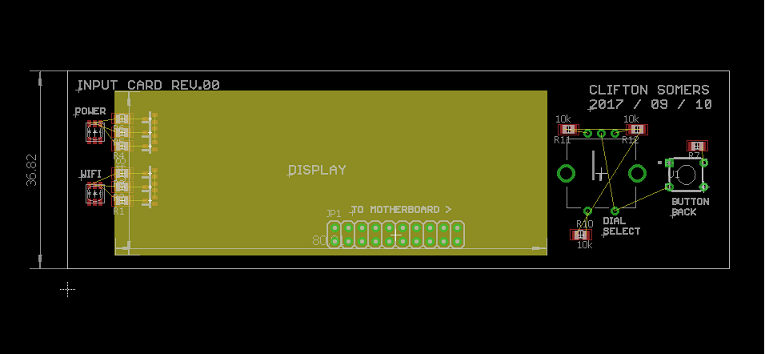 INPUT CARD REV.00
CLIFTON SOMERS
2017 / 09 / 10
POWER
10k
10k
R11
R12
R4
R7
36.82
WIFI
DISPLAY
R1
JP1
TO MOTHERBOARD >
BUTTON
BACK
R10
DIAL
SELECT
10k